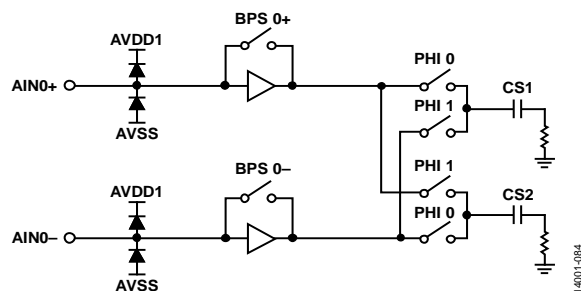 BPS 0+
AVDD1
PHI 0
AIN0+
CS1
PHI 1
AVSS
BPS 0–
AVDD1
PHI 1
CS2
PHI 0
AIN0–
AVSS
14001-084